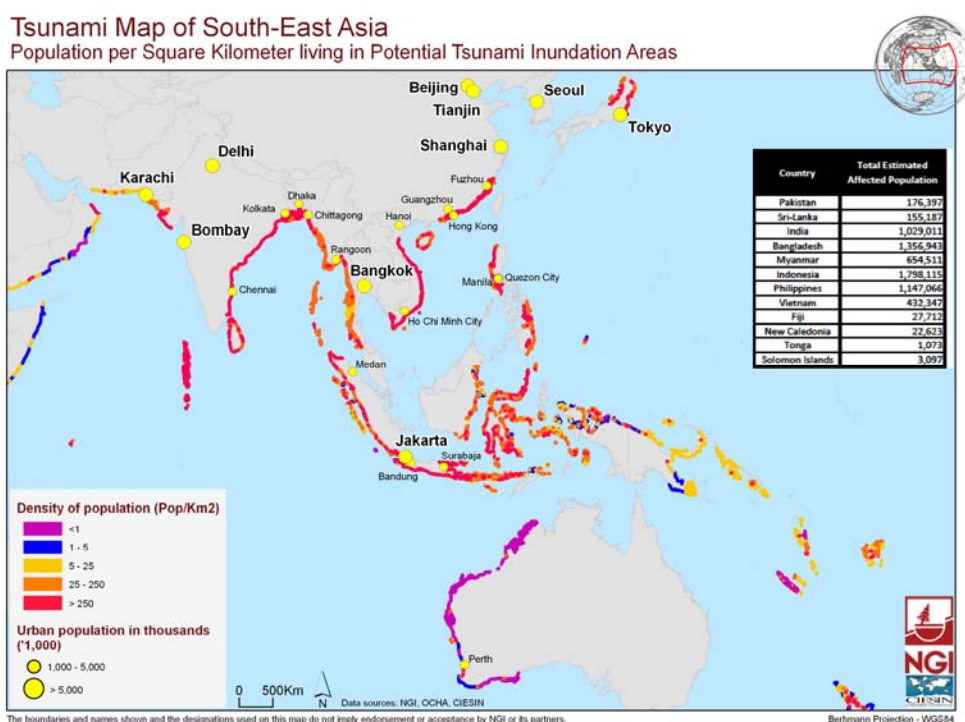 Tsunami Map of South-East Asia
Population per Square Kilometer living in Potential Tsunami Inundation Areas
Beijing
Tianjin
Seoul
Tokyo
Shanghai
Delhi
Karachi
Fuzhou
Dhaka
Guangzhou
Kolkata
Chittagong
Hanoi
Hong Kong
Bombay
Rangoon
Bangkok
Manila
Quezon City
Chennai
Ho Chi Minh City
Medan
Jakarta
Surabaja
Bandung
Perth
Country Total Estimated
Affected Population
Pakistan 176,397
Sri-Lanka 155,187
India 1,029,011
Bangladesh 1,356,943
Myanmar 654,511
Indonesia 1,798,115
Philippines 1,147,066
Vietnam 432,347
Fiji 27,712
New Caledonia 22,623
Tonga 1,073
Solomon Islands 3,097
Density of population (Pop/Km2)
<1
1 - 5
5 - 25
25 - 250
> 250
Urban population in thousands
('1,000)
1,000 - 5,000
> 5,000
0 500Km
N
Data sources: NGI, OCHA, CIESIN
NGI
CIESIN
The boundaries and names shown and the designations used on this map do not imply endorsement or acceptance by NGI or its partners.
Berhmann Projection - WGS84